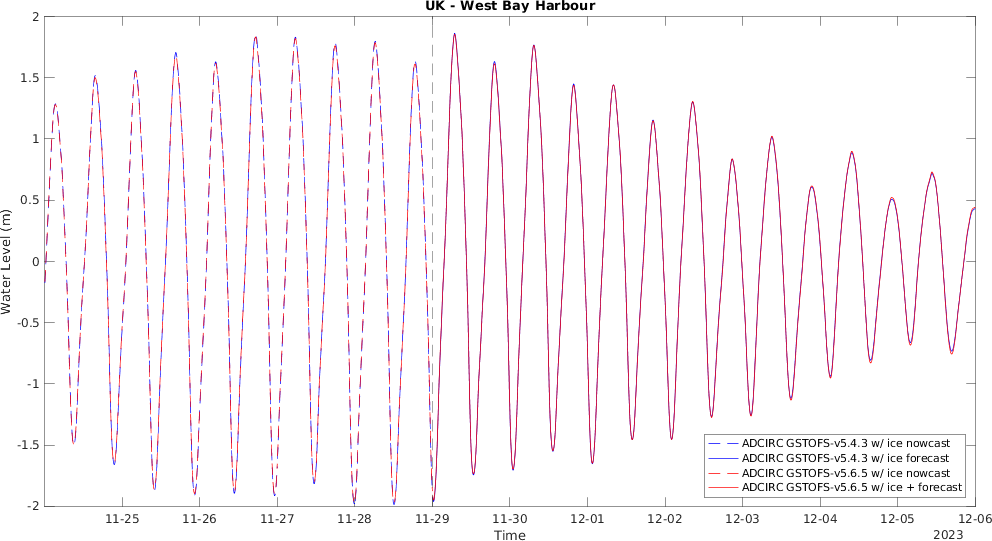 UK - West Bay Harbour
2
1.5
1
0.5
0
-0.5
-1
-1.5
-2
Water Level (m)
ADCIRC GSTOFS-v5.4.3 w/ ice nowcast
ADCIRC GSTOFS-v5.4.3 w/ ice forecast
ADCIRC GSTOFS-v5.6.5 w/ ice nowcast
ADCIRC GSTOFS-v5.6.5 w/ ice + forecast
11-25 11-26 11-27 11-28 11-29 11-30 12-01 12-02 12-03 12-04 12-05 12-06
Time
2023